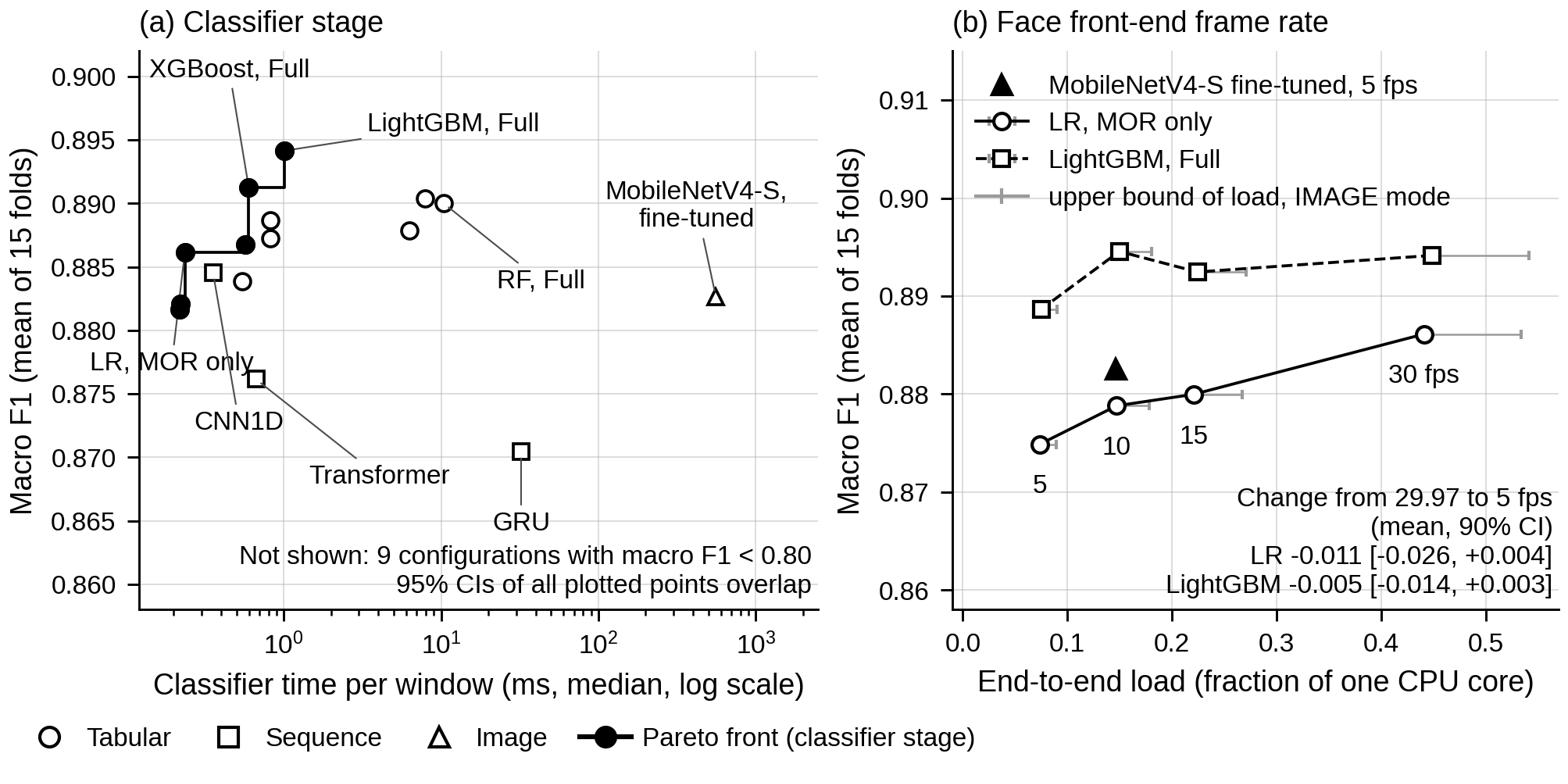 (a) Classifier stage
XGBoost, Full
LightGBM, Full
MobileNetV4-S,
fine-tuned
RF, Full
LR, MOR only
CNN1D
Transformer
GRU
Not shown: 9 configurations with macro F1 < 0.80
95% CIs of all plotted points overlap
0.900
0.895
0.890
0.885
0.880
0.875
0.870
0.865
0.860
Macro F1 (mean of 15 folds)
10⁰ 10¹ 10² 10³
Classifier time per window (ms, median, log scale)
(b) Face front-end frame rate
MobileNetV4-S fine-tuned, 5 fps
LR, MOR only
LightGBM, Full
upper bound of load, IMAGE mode
30 fps
15
10
5
Change from 29.97 to 5 fps
(mean, 90% CI)
LR -0.011 [-0.026, +0.004]
LightGBM -0.005 [-0.014, +0.003]
0.91
0.90
0.89
0.88
0.87
0.86
Macro F1 (mean of 15 folds)
0.0 0.1 0.2 0.3 0.4 0.5
End-to-end load (fraction of one CPU core)
Tabular Sequence Image Pareto front (classifier stage)